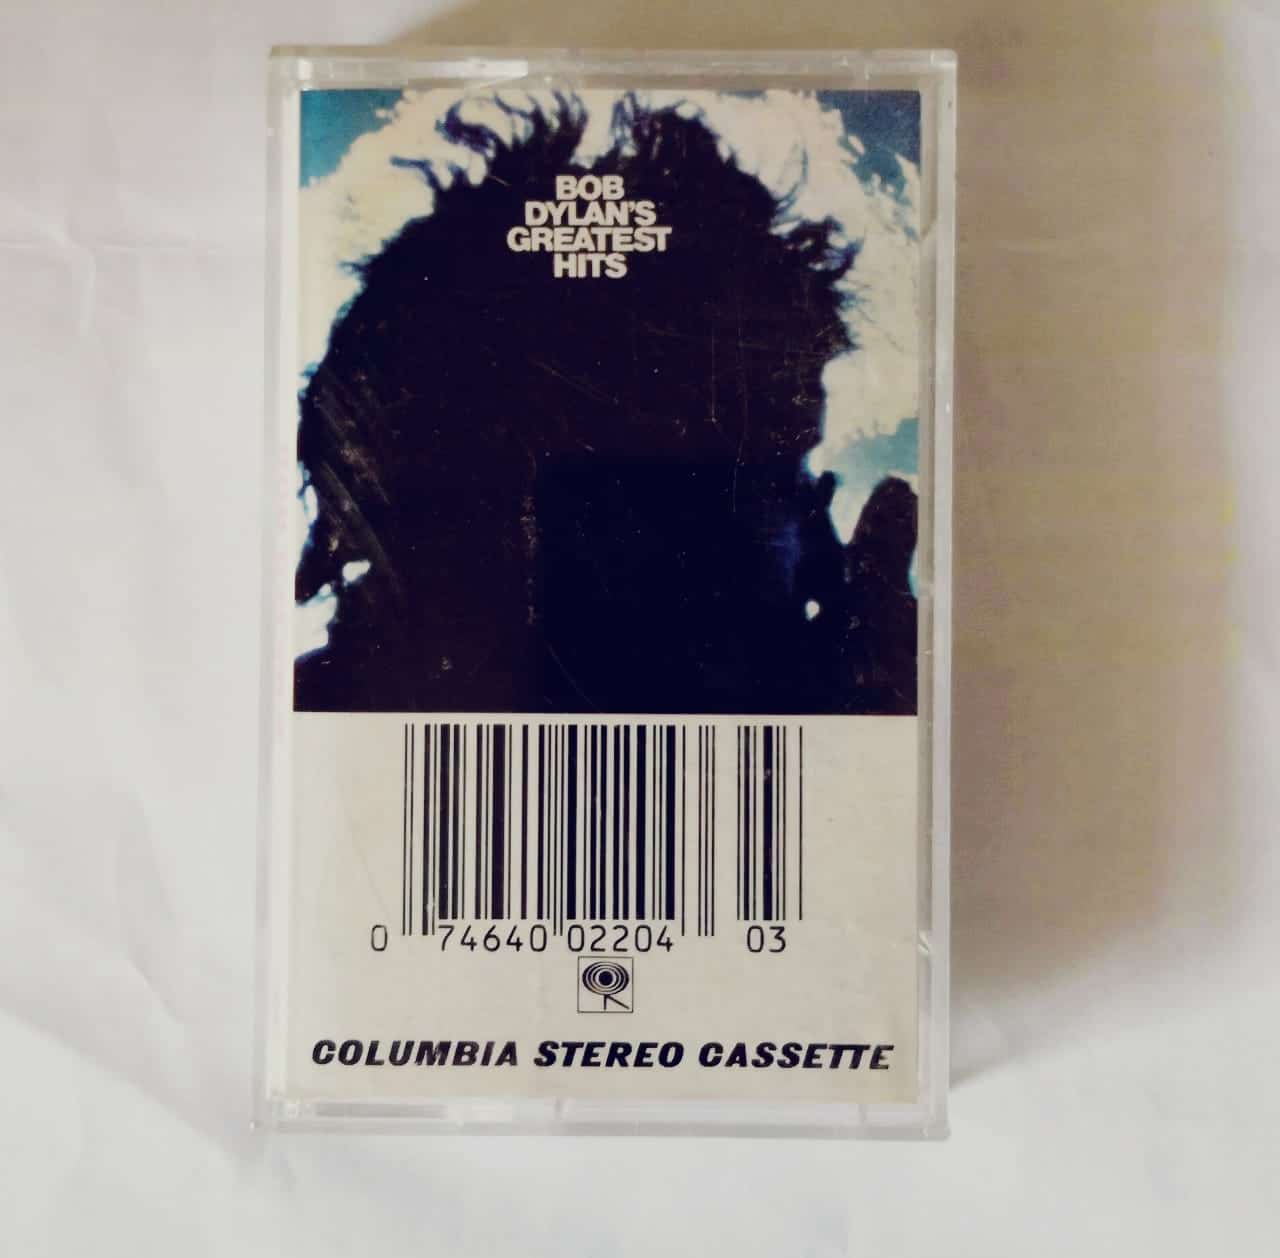 BOB
DYLAN'S
GREATEST
HITS
0 74640 02204 03
COLUMBIA STEREO CASSETTE